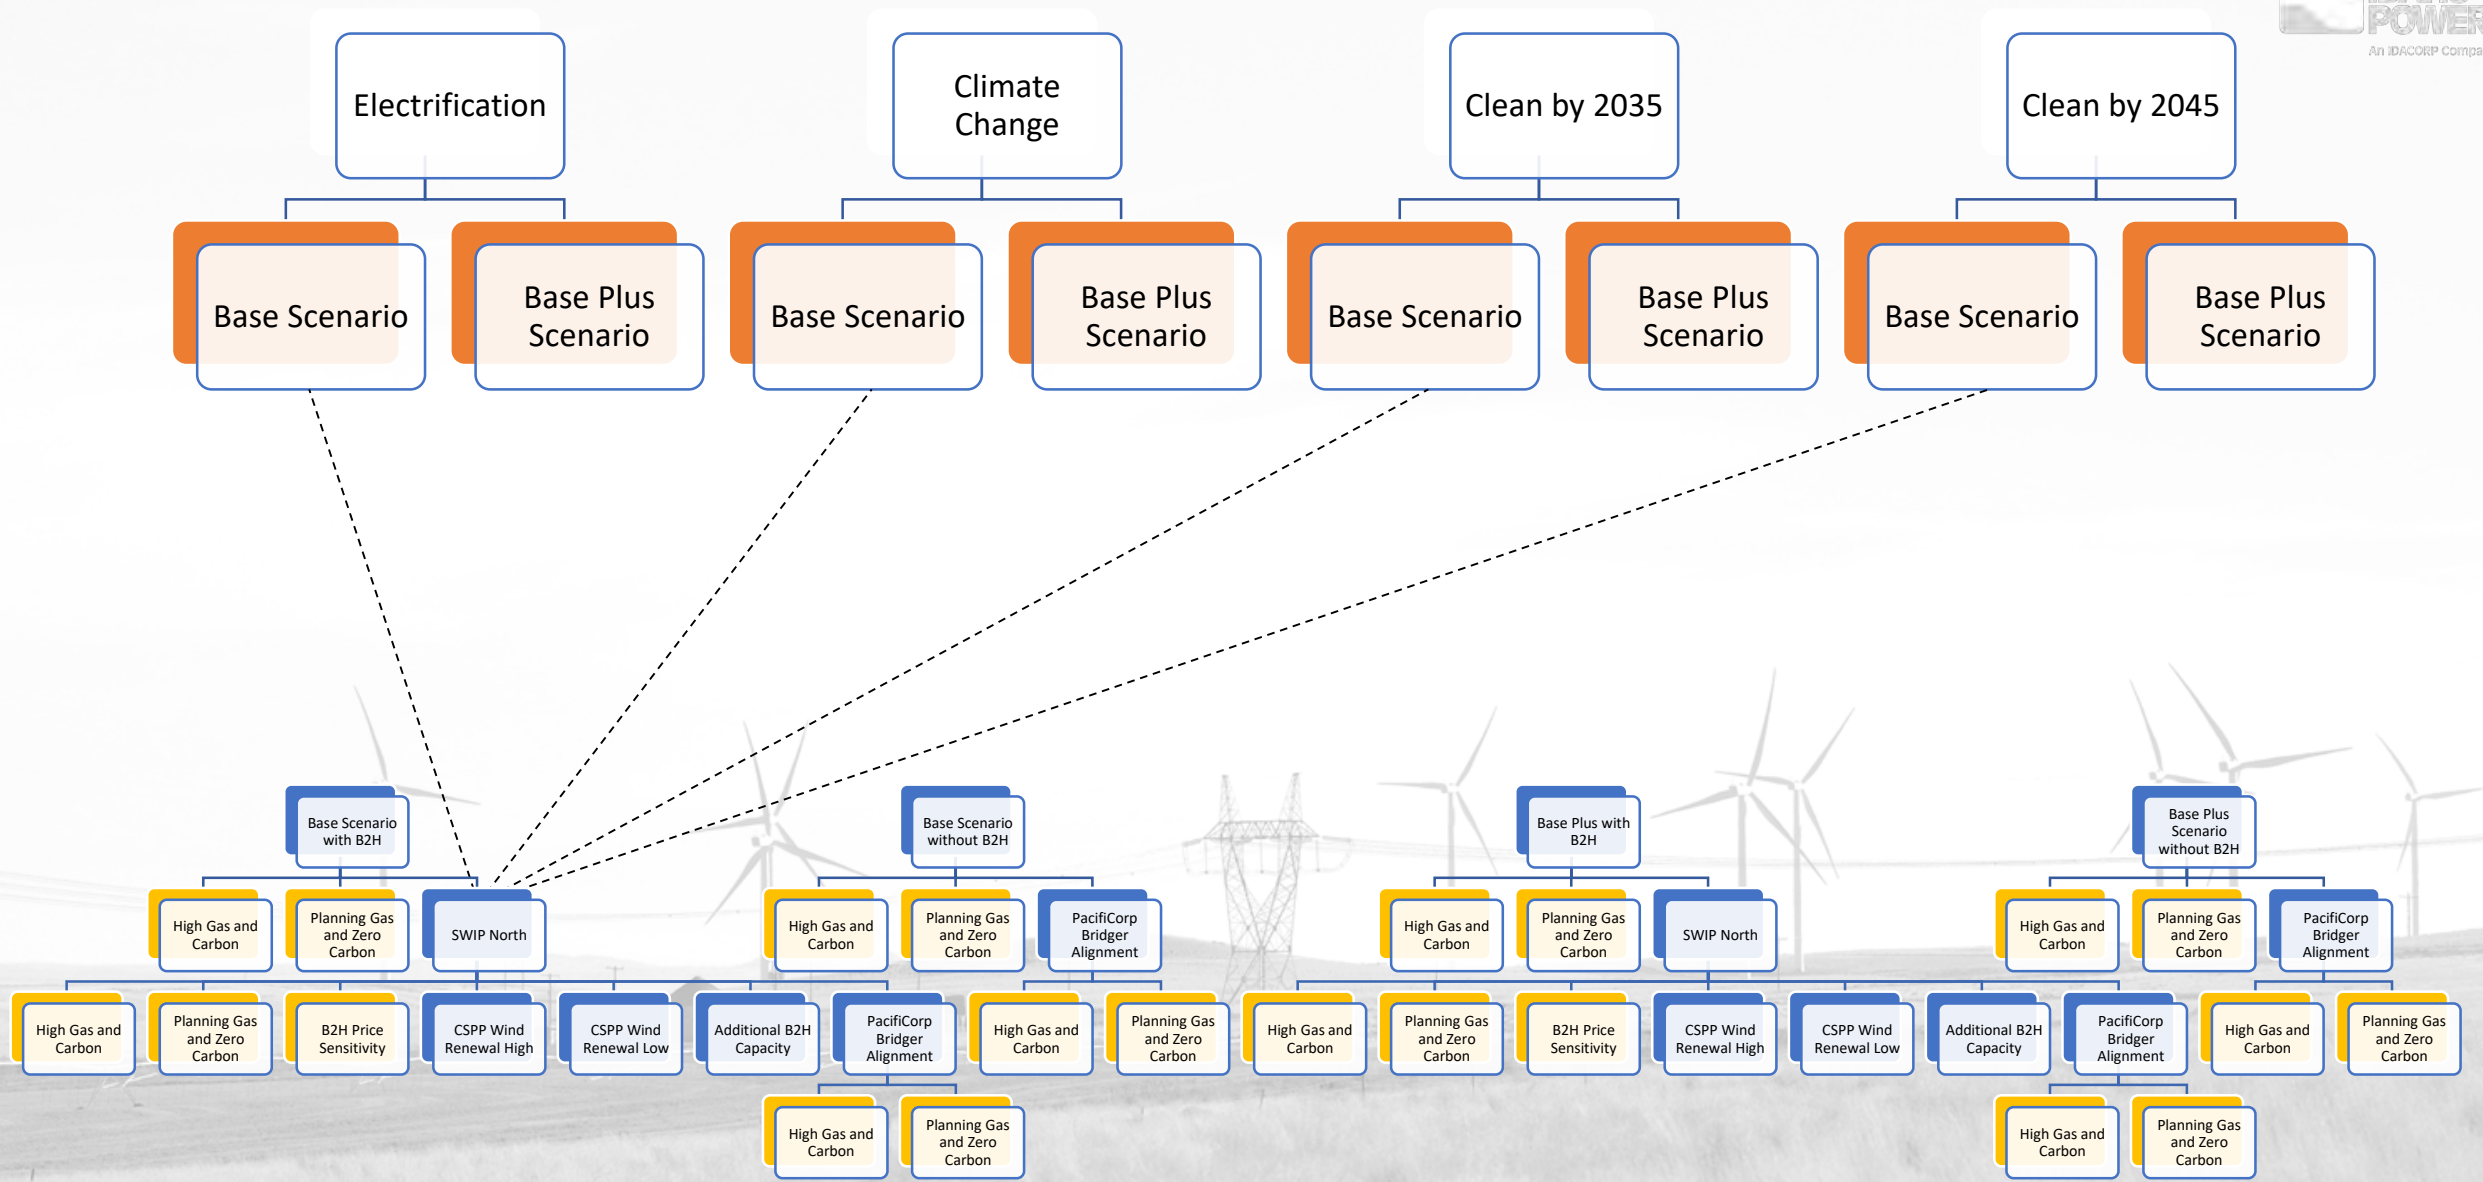 POWER
An IDACORP Compa
Electrification
Climate
Change
Clean by 2035
Clean by 2045
Base Scenario
Base Plus
Scenario
Base Scenario
Base Plus
Scenario
Base Scenario
Base Plus
Scenario
Base Scenario
Base Plus
Scenario
Base Scenario
with B2H
Base Scenario
without B2H
Base Plus with
B2H
Base Plus
Scenario
without B2H
High Gas and
Carbon
Planning Gas
and Zero
Carbon
SWIP North
High Gas and
Carbon
Planning Gas
and Zero
Carbon
PacifiCorp
Bridger
Alignment
High Gas and
Carbon
Planning Gas
and Zero
Carbon
SWIP North
High Gas and
Carbon
Planning Gas
and Zero
Carbon
PacifiCorp
Bridger
Alignment
High Gas and
Carbon
Planning Gas
and Zero
Carbon
B2H Price
Sensitivity
CSPP Wind
Renewal High
CSPP Wind
Renewal Low
Additional B2H
Capacity
PacifiCorp
Bridger
Alignment
High Gas and
Carbon
Planning Gas
and Zero
Carbon
High Gas and
Carbon
Planning Gas
and Zero
Carbon
B2H Price
Sensitivity
CSPP Wind
Renewal High
CSPP Wind
Renewal Low
Additional B2H
Capacity
PacifiCorp
Bridger
Alignment
High Gas and
Carbon
Planning Gas
and Zero
Carbon
High Gas and
Carbon
Planning Gas
and Zero
Carbon
High Gas and
Carbon
Planning Gas
and Zero
Carbon